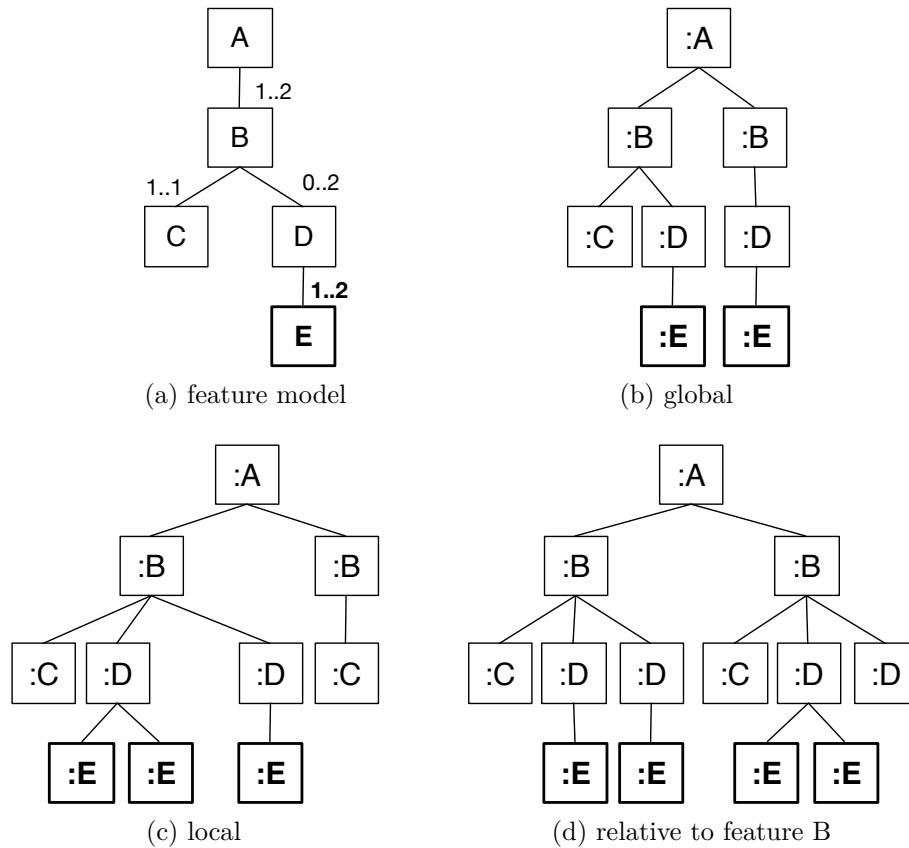 A
1..2
B
1..1 0..2
C D
1..2
E
(a) feature model
:A
:B :B
:C :D :D
:E :E
(b) global
:A
:B :B
:C :D :D :C
:E :E :E
(c) local
:A
:B :B
:C :D :D :C :D :D
:E :E :E :E
(d) relative to feature B